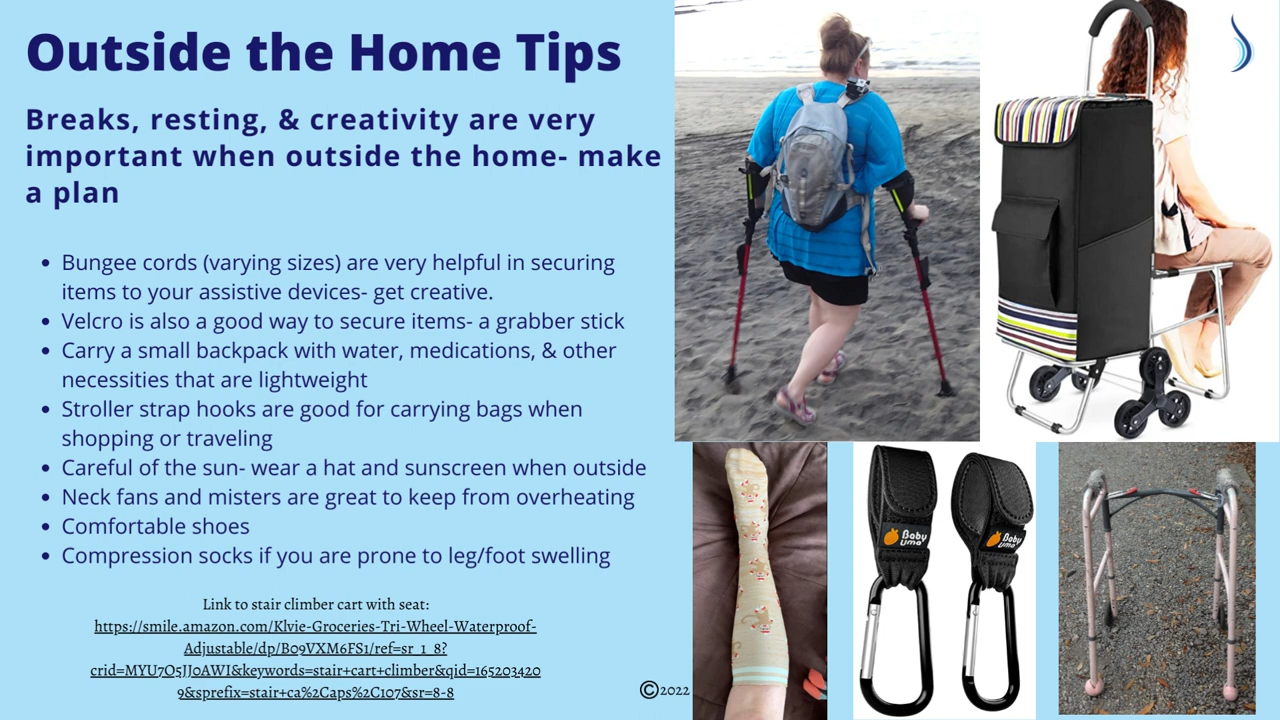 Outside the Home Tips
Breaks, resting, & creativity are very
important when outside the home- make
a plan
• Bungee cords (varying sizes) are very helpful in securing
items to your assistive devices- get creative.
• Velcro is also a good way to secure items- a grabber stick
• Carry a small backpack with water, medications, & other
necessities that are lightweight
• Stroller strap hooks are good for carrying bags when
shopping or traveling
• Careful of the sun- wear a hat and sunscreen when outside
• Neck fans and misters are great to keep from overheating
• Comfortable shoes
• Compression socks if you are prone to leg/foot swelling
Link to stair climber cart with seat:
https://smile.amazon.com/Klvie-Groceries-Tri-Wheel-Waterproof-
Adjustable/dp/B09VXM6FS1/ref=sr_1_8?
crid=MYU7O5JJ0AWI&keywords=stair+cart+climber&qid=165203420
9&sprefix=stair+ca%2Caps%2C107&sr=8-8
©2022
Baby
Uma
Baby
Uma